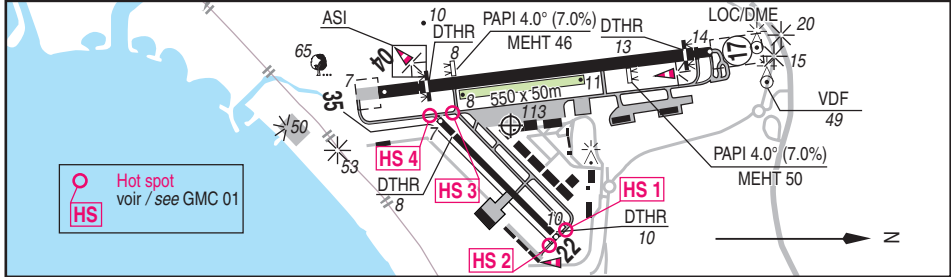 ASI
10
DTHR
PAPI 4.0° (7.0%)
MEHT 46
DTHR
LOC/DME
20
65
04
8
13
14
17
15
7
35
8
550 x 50m
11
113
VDF
49
50
53
7
HS 4
HS 3
DTHR
8
PAPI 4.0° (7.0%)
MEHT 50
Hot spot
HS
voir / see GMC 01
HS 1
10
DTHR
10
HS 2
22
N